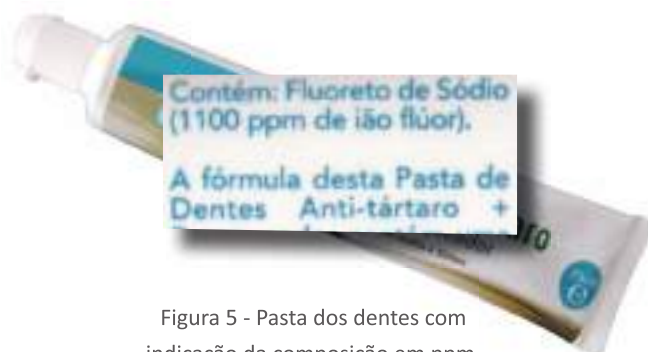 Contém: Fluoreto de Sódio
(1100 ppm de ião flúor).
A fórmula desta Pasta de
Dentes Anti-tártaro +
Figura 5 - Pasta dos dentes com
indicação da composição em ppm